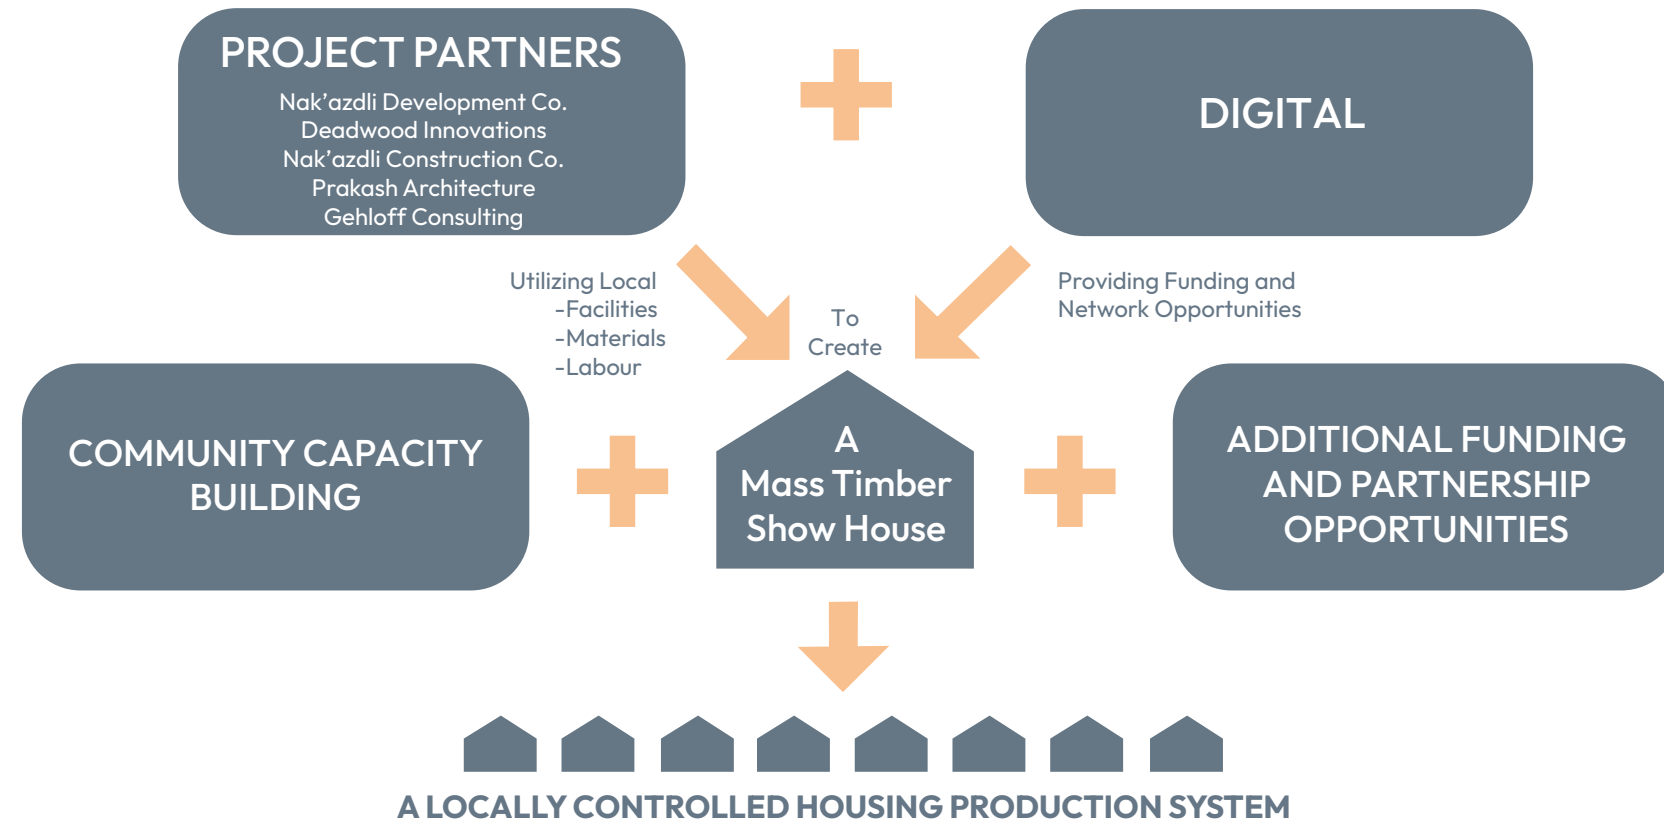 PROJECT PARTNERS
Nak’azdli Development Co.
Deadwood Innovations
Nak’azdli Construction Co.
Prakash Architecture
Gehloff Consulting
DIGITAL
Utilizing Local
-Facilities
-Materials
-Labour
To
Create
Providing Funding and
Network Opportunities
COMMUNITY CAPACITY
BUILDING
A
Mass Timber
Show House
ADDITIONAL FUNDING
AND PARTNERSHIP
OPPORTUNITIES
A LOCALLY CONTROLLED HOUSING PRODUCTION SYSTEM